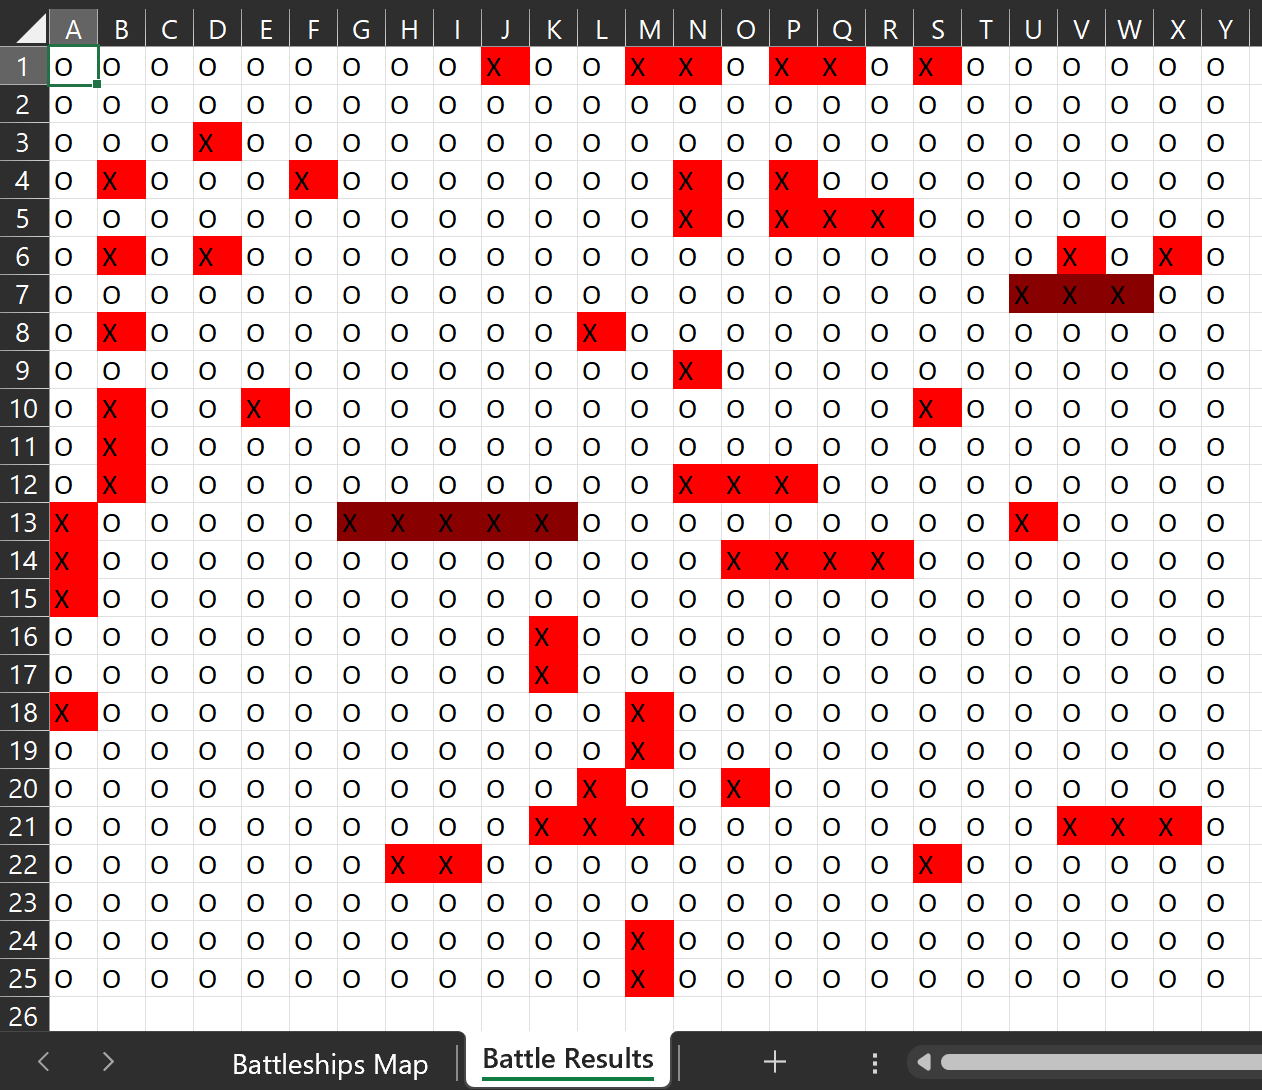 A B C D E F G H I J K L M N O P Q R S T U V W X Y
1 O O O O O O O O O X O O X X O X X O X O O O O O O
2 O O O O O O O O O O O O O O O O O O O O O O O O O
3 O O O X O O O O O O O O O O O O O O O O O O O O O
4 O X O O O X O O O O O O O X O X O O O O O O O O O
5 O O O O O O O O O O O O O X O X X X O O O O O O O
6 O X O X O O O O O O O O O O O O O O O O O X O X O
7 O O O O O O O O O O O O O O O O O O O O X X X O O
8 O X O O O O O O O O O X O O O O O O O O O O O O O
9 O O O O O O O O O O O O O X O O O O O O O O O O O
10 O X O O X O O O O O O O O O O O O O X O O O O O O
11 O X O O O O O O O O O O O O O O O O O O O O O O O
12 O X O O O O O O O O O O O X X X O O O O O O O O O
13 X O O O O O X X X X X O O O O O O O O O X O O O O
14 X O O O O O O O O O O O O O X X X X O O O O O O O
15 X O O O O O O O O O O O O O O O O O O O O O O O O
16 O O O O O O O O O O X O O O O O O O O O O O O O O
17 O O O O O O O O O O X O O O O O O O O O O O O O O
18 X O O O O O O O O O O O X O O O O O O O O O O O O
19 O O O O O O O O O O O O X O O O O O O O O O O O O
20 O O O O O O O O O O O X O O X O O O O O O O O O O
21 O O O O O O O O O O X X X O O O O O O O O X X X O
22 O O O O O O O X X O O O O O O O O O X O O O O O O
23 O O O O O O O O O O O O O O O O O O O O O O O O O
24 O O O O O O O O O O O O X O O O O O O O O O O O O
25 O O O O O O O O O O O O X O O O O O O O O O O O O
26
Battleships Map Battle Results